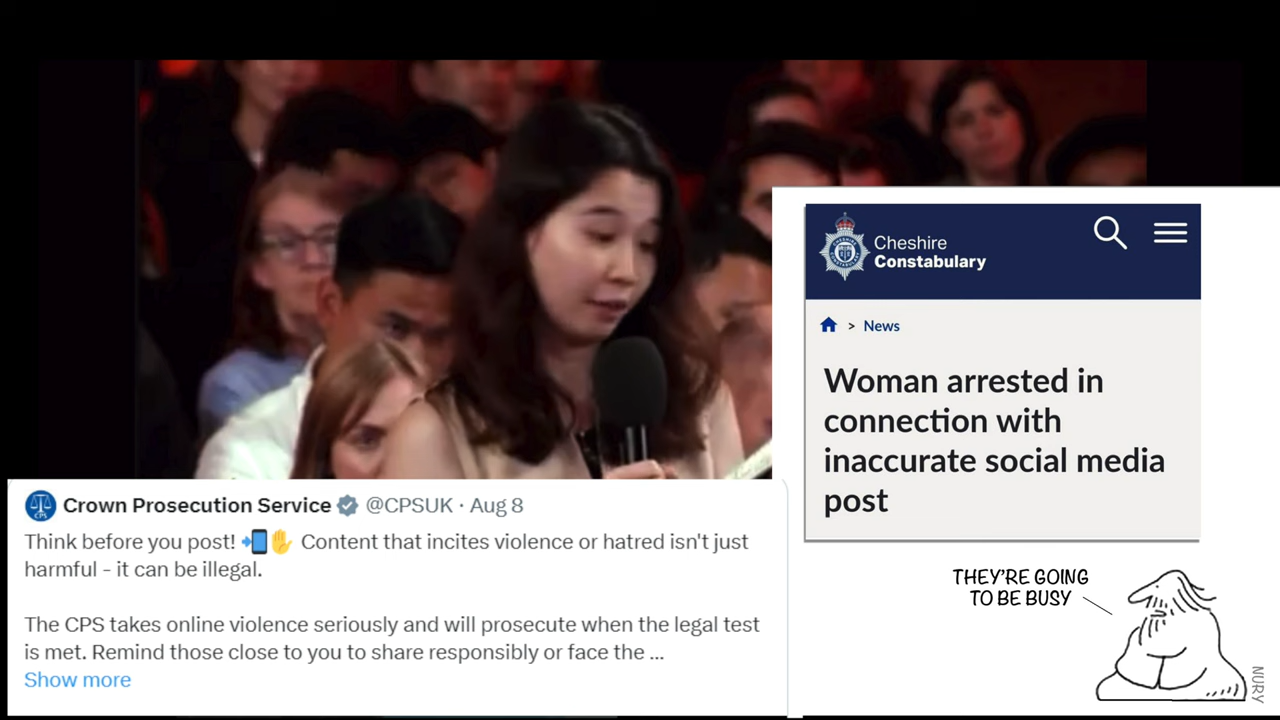 Cheshire
Constabulary
> News
Woman arrested in
connection with
inaccurate social media
post
Crown Prosecution Service @CPSUK · Aug 8
Think before you post! 📲✋ Content that incites violence or hatred isn't just
harmful - it can be illegal.
The CPS takes online violence seriously and will prosecute when the legal test
is met. Remind those close to you to share responsibly or face the ...
Show more
THEY'RE GOING
TO BE BUSY
NURY